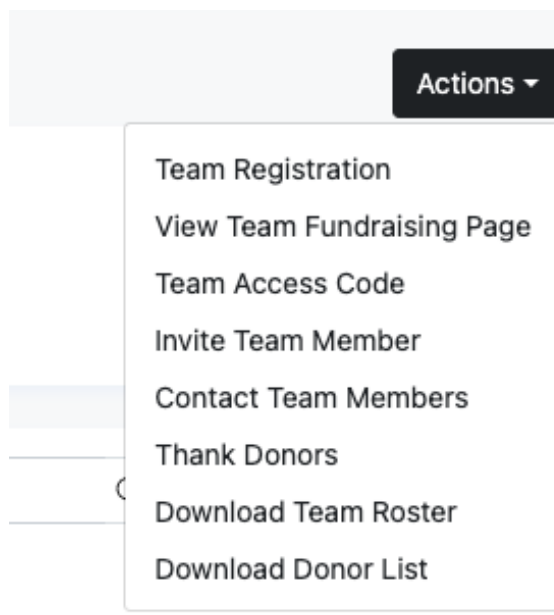 Actions
Team Registration
View Team Fundraising Page
Team Access Code
Invite Team Member
Contact Team Members
Thank Donors
Download Team Roster
Download Donor List